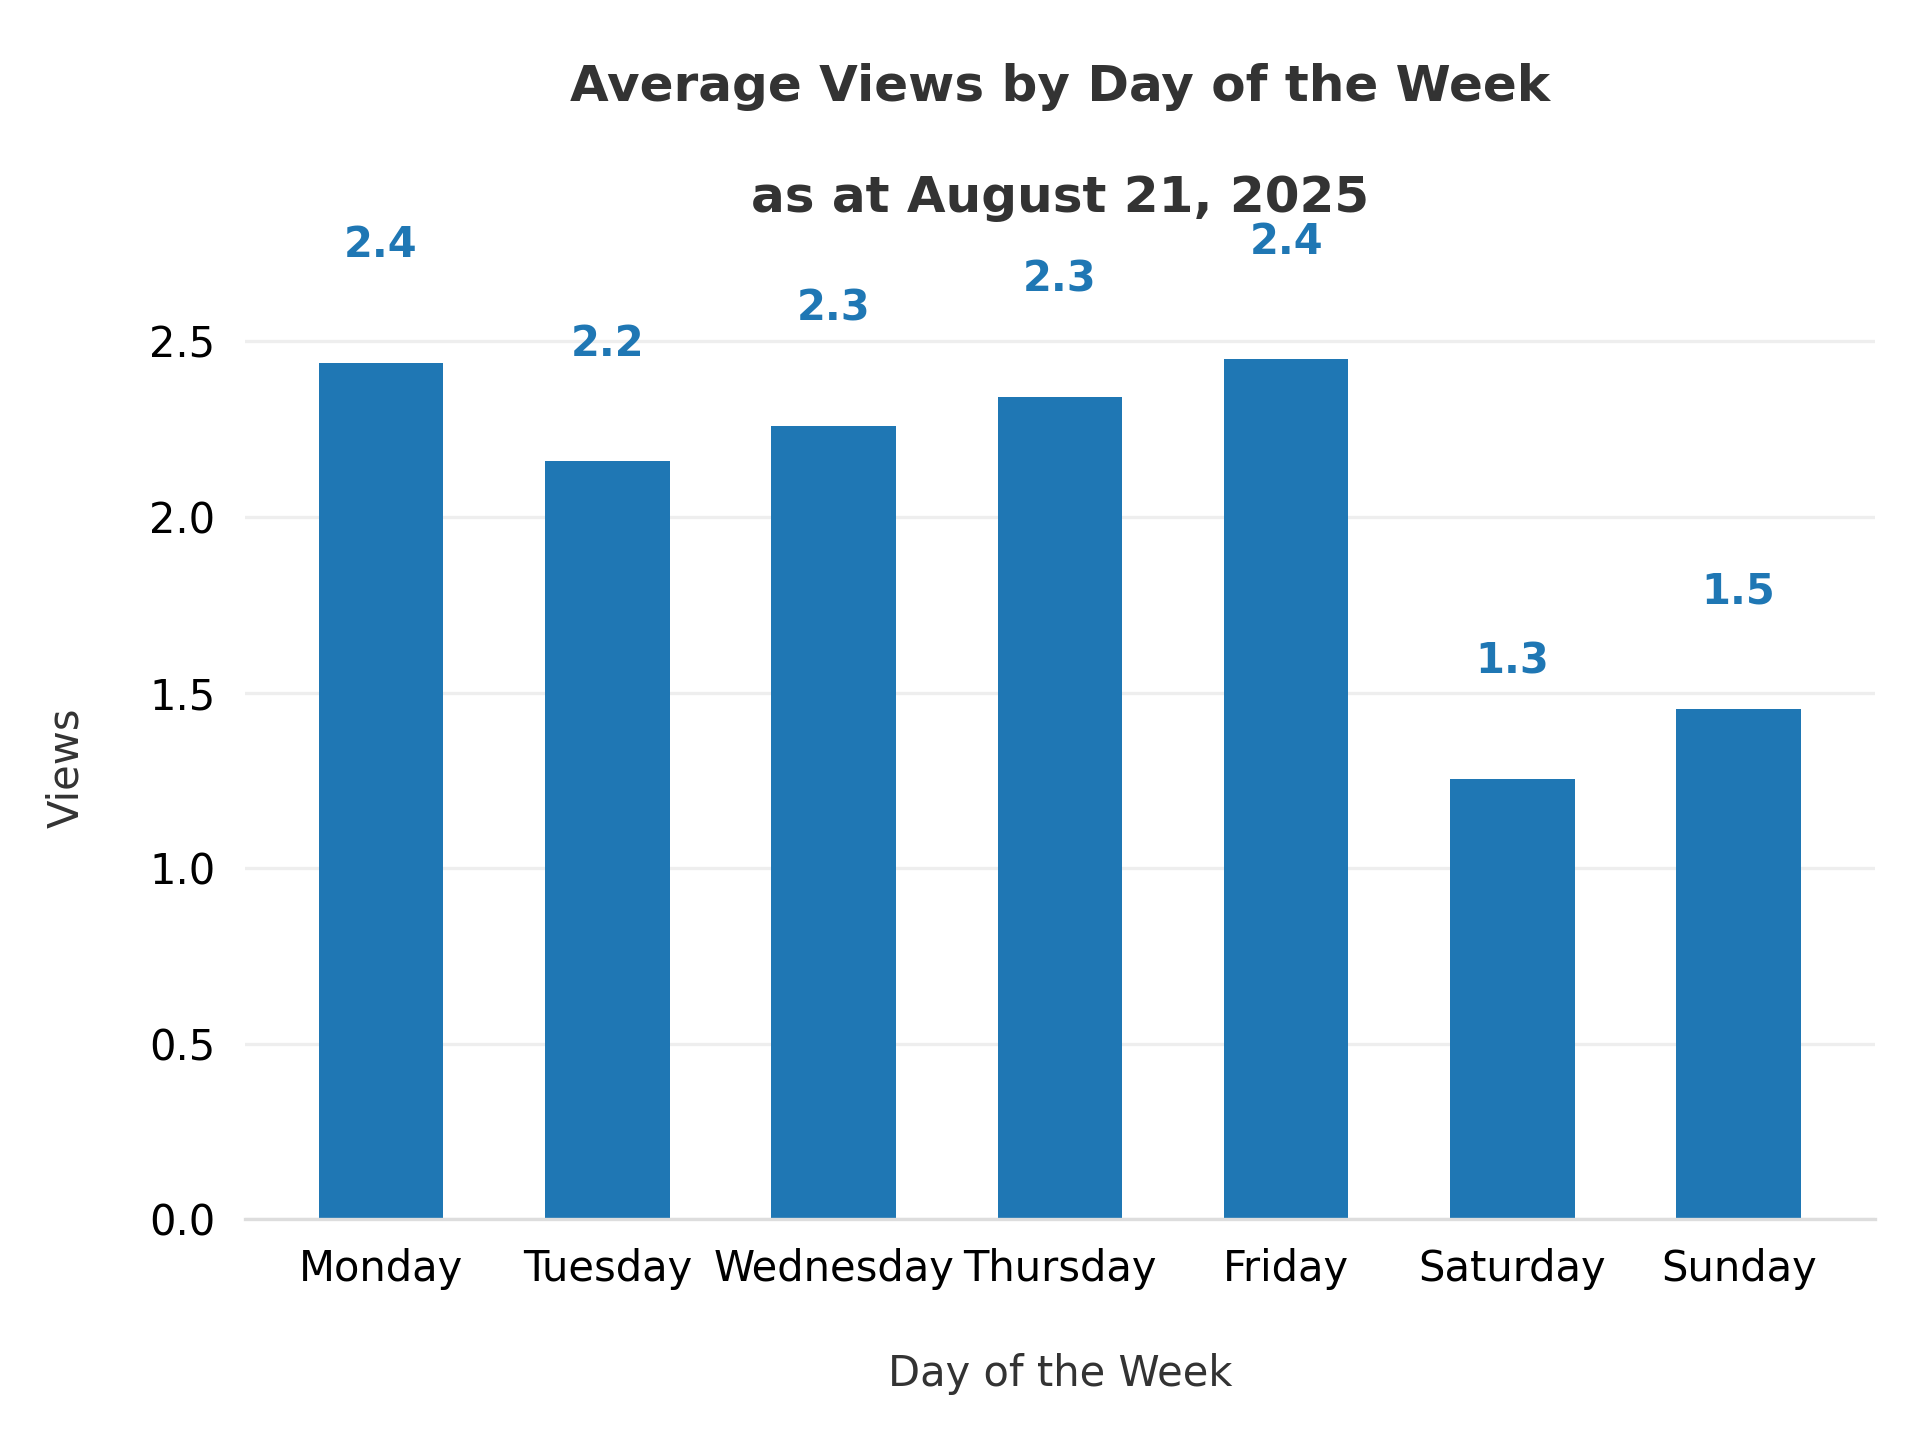 Average Views by Day of the Week
as at August 21, 2025
2.4
2.2
2.3
2.3
2.4
1.3
1.5
2.5
2.0
1.5
1.0
0.5
0.0
Views
Monday Tuesday Wednesday Thursday Friday Saturday Sunday
Day of the Week